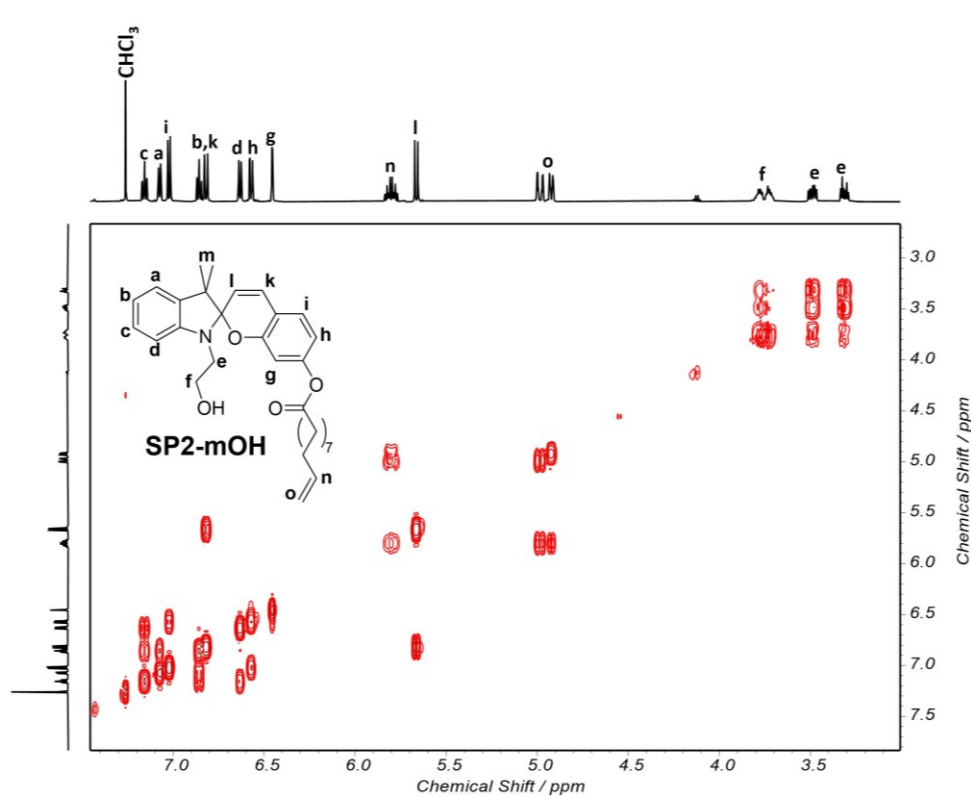 CHCl3
c a i b,k d h g n l o f e e
m
a
b
l
k
c
i
h
d
N
O
g
e
f
OH
O
O
7
SP2-mOH
n
o
3.0
3.5
4.0
4.5
5.0
5.5
6.0
6.5
7.0
7.5
Chemical Shift / ppm
7.0 6.5 6.0 5.5 5.0 4.5 4.0 3.5
Chemical Shift / ppm